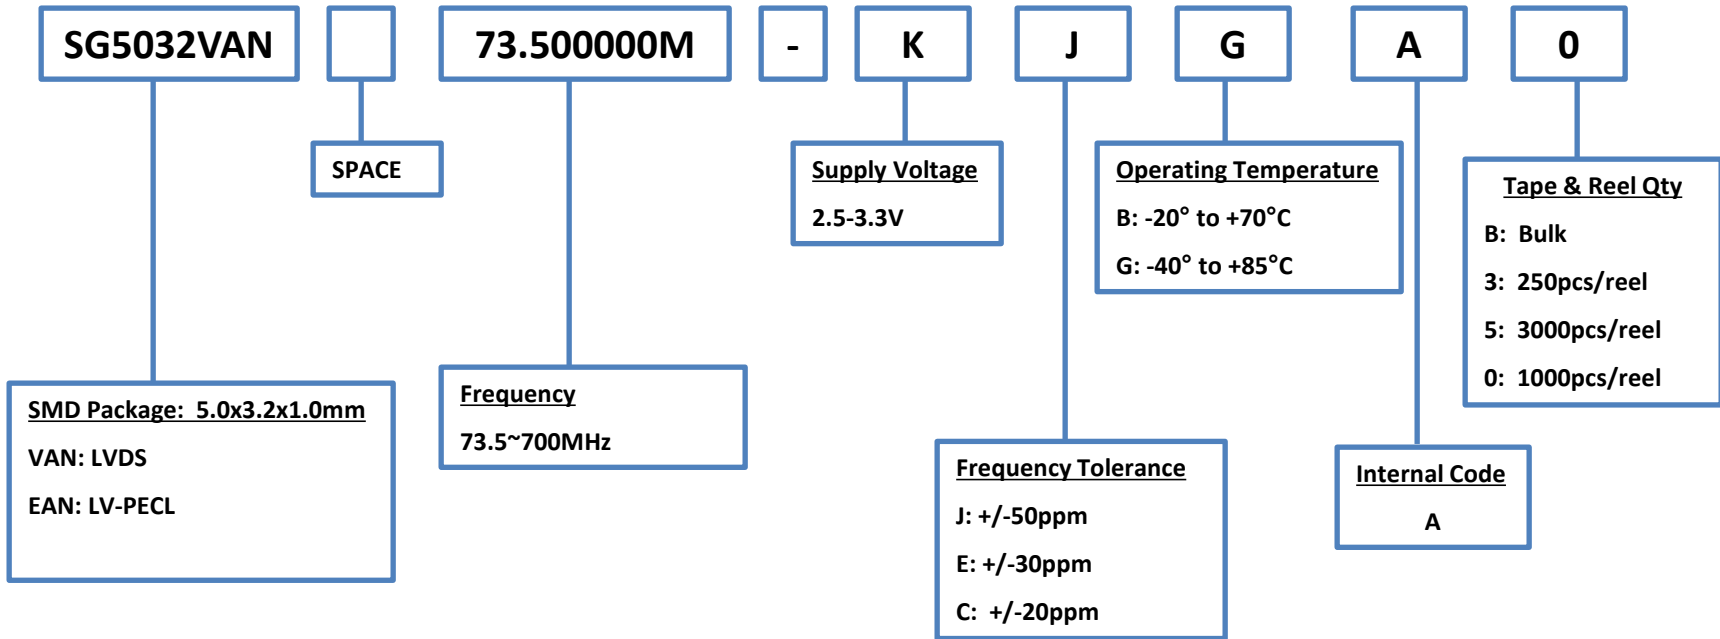 SG5032VAN 73.500000M - K J G A 0
SPACE
Supply Voltage
2.5-3.3V
Operating Temperature
B: -20° to +70°C
G: -40° to +85°C
Tape & Reel Qty
B: Bulk
3: 250pcs/reel
5: 3000pcs/reel
0: 1000pcs/reel
SMD Package: 5.0x3.2x1.0mm
VAN: LVDS
EAN: LV-PECL
Frequency
73.5~700MHz
Frequency Tolerance
J: +/-50ppm
E: +/-30ppm
C: +/-20ppm
Internal Code
A